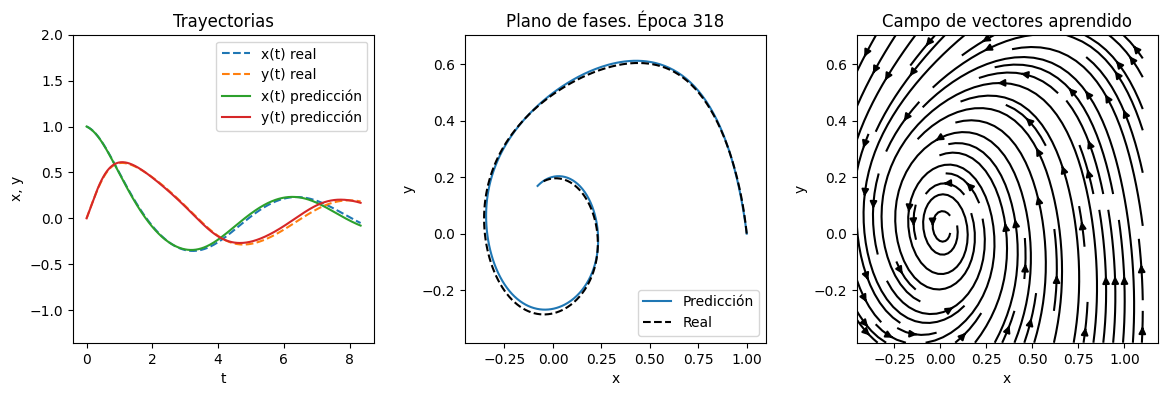 Trayectorias
2.0
1.5
1.0
0.5
0.0
−0.5
−1.0
x, y
0 2 4 6 8
t
x(t) real
y(t) real
x(t) predicción
y(t) predicción
Plano de fases. Época 318
0.6
0.4
0.2
0.0
−0.2
y
−0.25 0.00 0.25 0.50 0.75 1.00
x
Predicción
Real
Campo de vectores aprendido
0.6
0.4
0.2
0.0
−0.2
y
−0.25 0.00 0.25 0.50 0.75 1.00
x